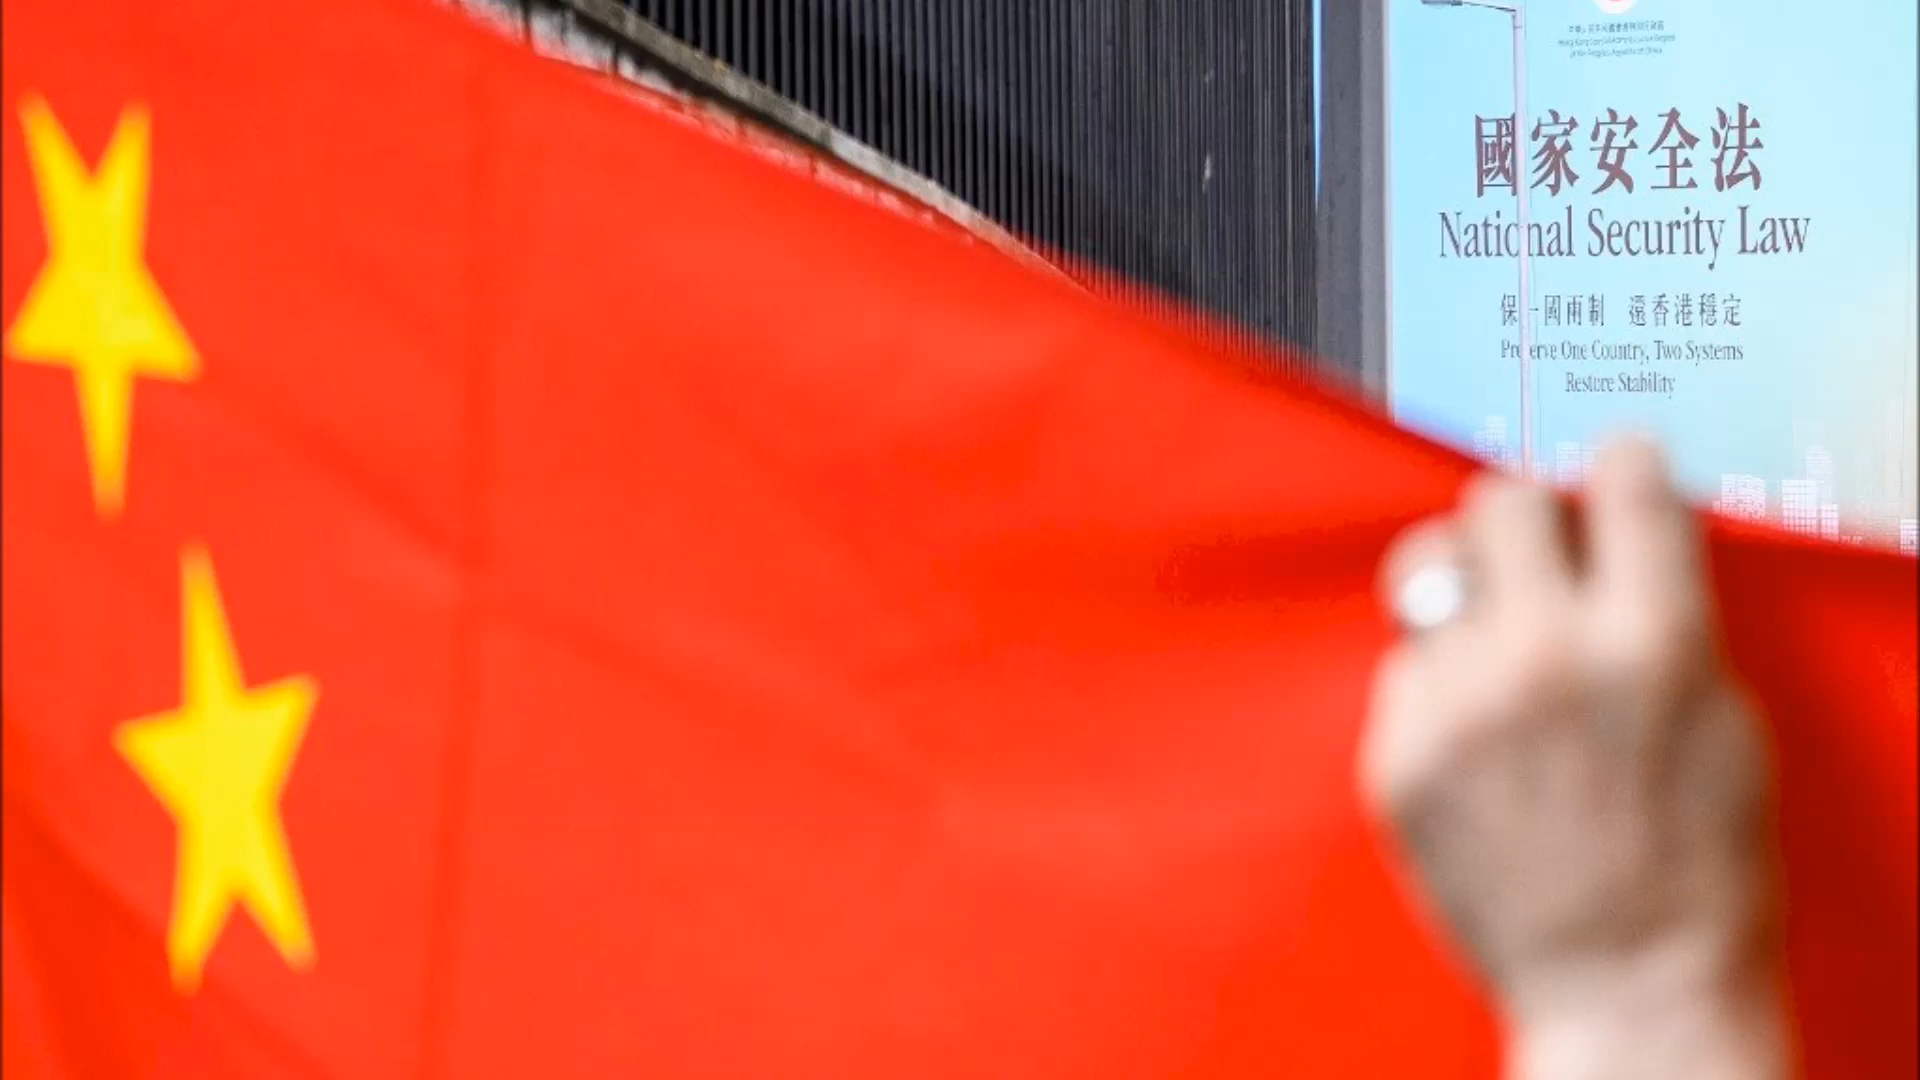 國家安全法
National Security Law
保一國兩制 還香港穩定
Preserve One Country, Two Systems
Restore Stability